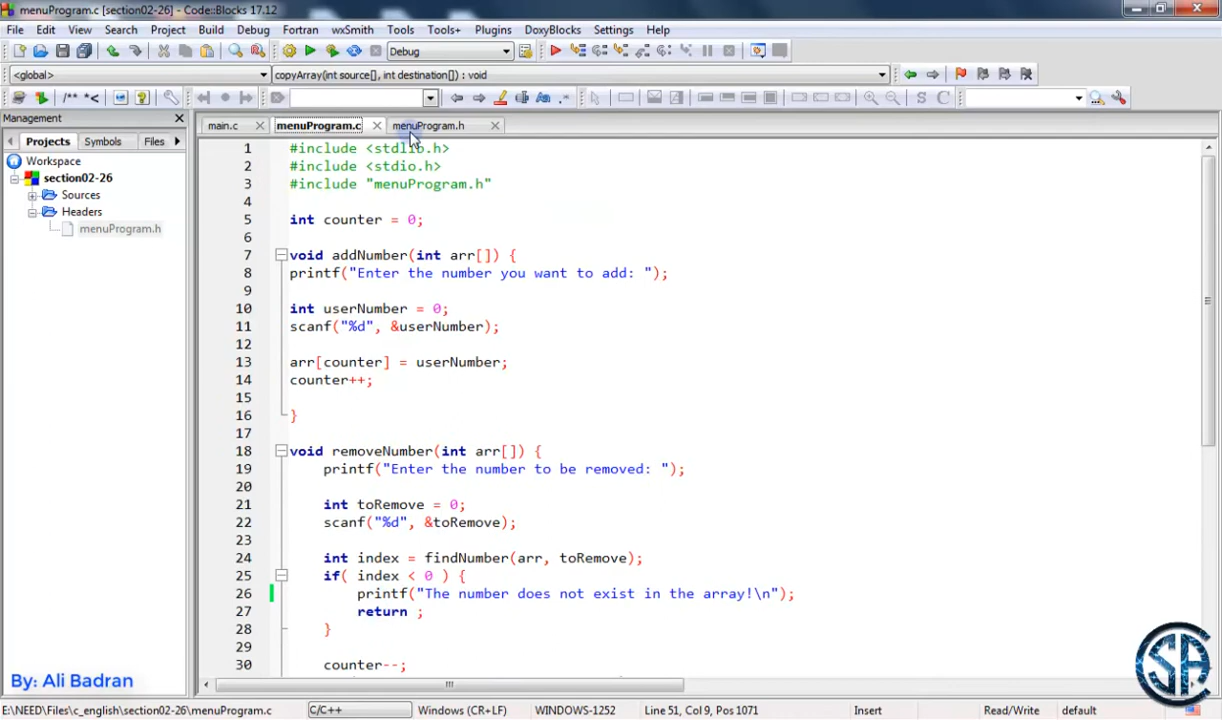 menuProgram.c [section02-26] - Code::Blocks 17.12
File Edit View Search Project Build Debug Fortran wxSmith Tools Tools+ Plugins DoxyBlocks Settings Help
Debug
<global> copyArray(int source[], int destination[]) : void
/** *< S C
Management
main.c menuProgram.c menuProgram.h
Projects Symbols Files
Workspace
section02-26
Sources
Headers
menuProgram.h
1 #include <stdlib.h>
2 #include <stdio.h>
3 #include "menuProgram.h"
4
5 int counter = 0;
6
7 void addNumber(int arr[]) {
8 printf("Enter the number you want to add: ");
9
10 int userNumber = 0;
11 scanf("%d", &userNumber);
12
13 arr[counter] = userNumber;
14 counter++;
15
16 }
17
18 void removeNumber(int arr[]) {
19 printf("Enter the number to be removed: ");
20
21 int toRemove = 0;
22 scanf("%d", &toRemove);
23
24 int index = findNumber(arr, toRemove);
25 if( index < 0 ) {
26 printf("The number does not exist in the array!\n");
27 return ;
28 }
29
30 counter--;
By: Ali Badran
E:\NEED\Files\c_english\section02-26\menuProgram.c C/C++ Windows (CR+LF) WINDOWS-1252 Line 51, Col 9, Pos 1071 Insert Read/Write default